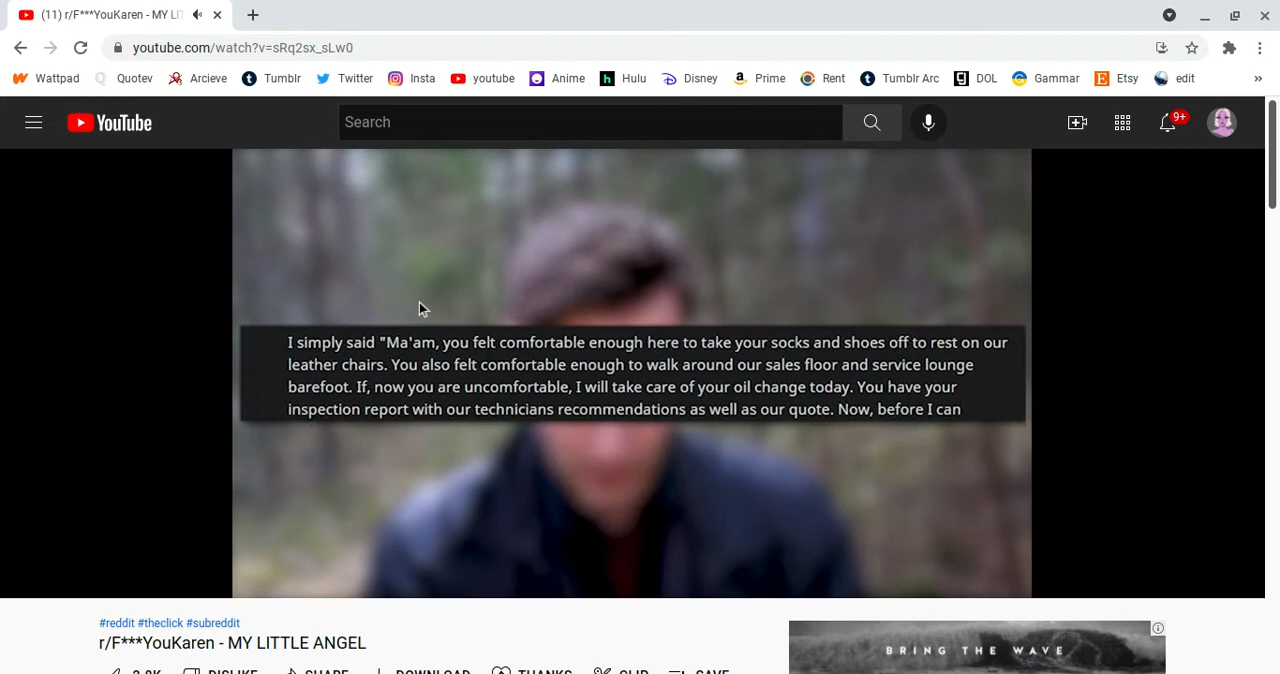 (11) r/F***YouKaren - MY LI
youtube.com/watch?v=sRq2sx_sLw0
Wattpad Quotev Arcieve Tumblr Twitter Insta youtube Anime Hulu Disney Prime Rent Tumblr Arc DOL Gammar Etsy edit »
YouTube Search 9+
I simply said "Ma'am, you felt comfortable enough here to take your socks and shoes off to rest on our
leather chairs. You also felt comfortable enough to walk around our sales floor and service lounge
barefoot. If, now you are uncomfortable, I will take care of your oil change today. You have your
inspection report with our technicians recommendations as well as our quote. Now, before I can
#reddit #theclick #subreddit
r/F***YouKaren - MY LITTLE ANGEL
BRING THE WAVE
DISLIKE SHARE DOWNLOAD THANKS CLIP SAVE